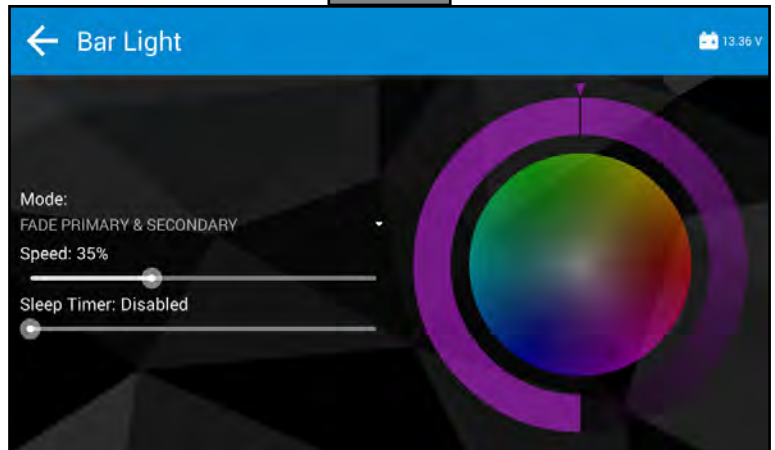 Bar Light
13.36 V
Mode:
FADE PRIMARY & SECONDARY
Speed: 35%
Sleep Timer: Disabled